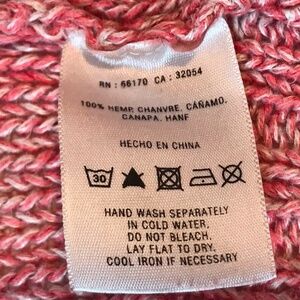 RN : 66170 CA : 32054
100% HEMP, CHANVRE, CÁÑAMO,
CANAPA, HANF
HECHO EN CHINA
30
HAND WASH SEPARATELY
IN COLD WATER.
DO NOT BLEACH.
LAY FLAT TO DRY.
COOL IRON IF NECESSARY